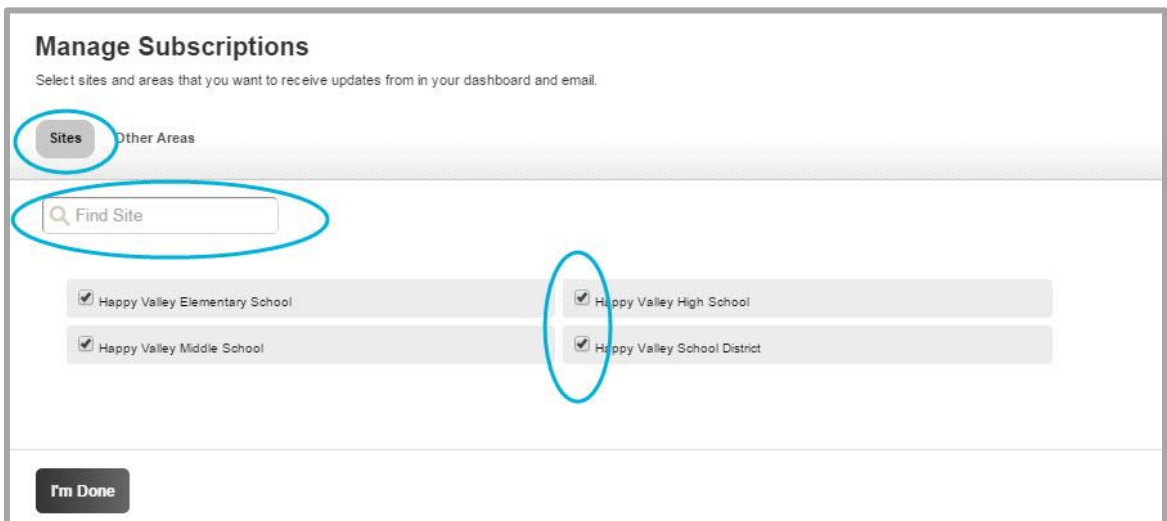 Manage Subscriptions
Select sites and areas that you want to receive updates from in your dashboard and email.
Sites Other Areas
Find Site
Happy Valley Elementary School Happy Valley High School
Happy Valley Middle School Happy Valley School District
I'm Done